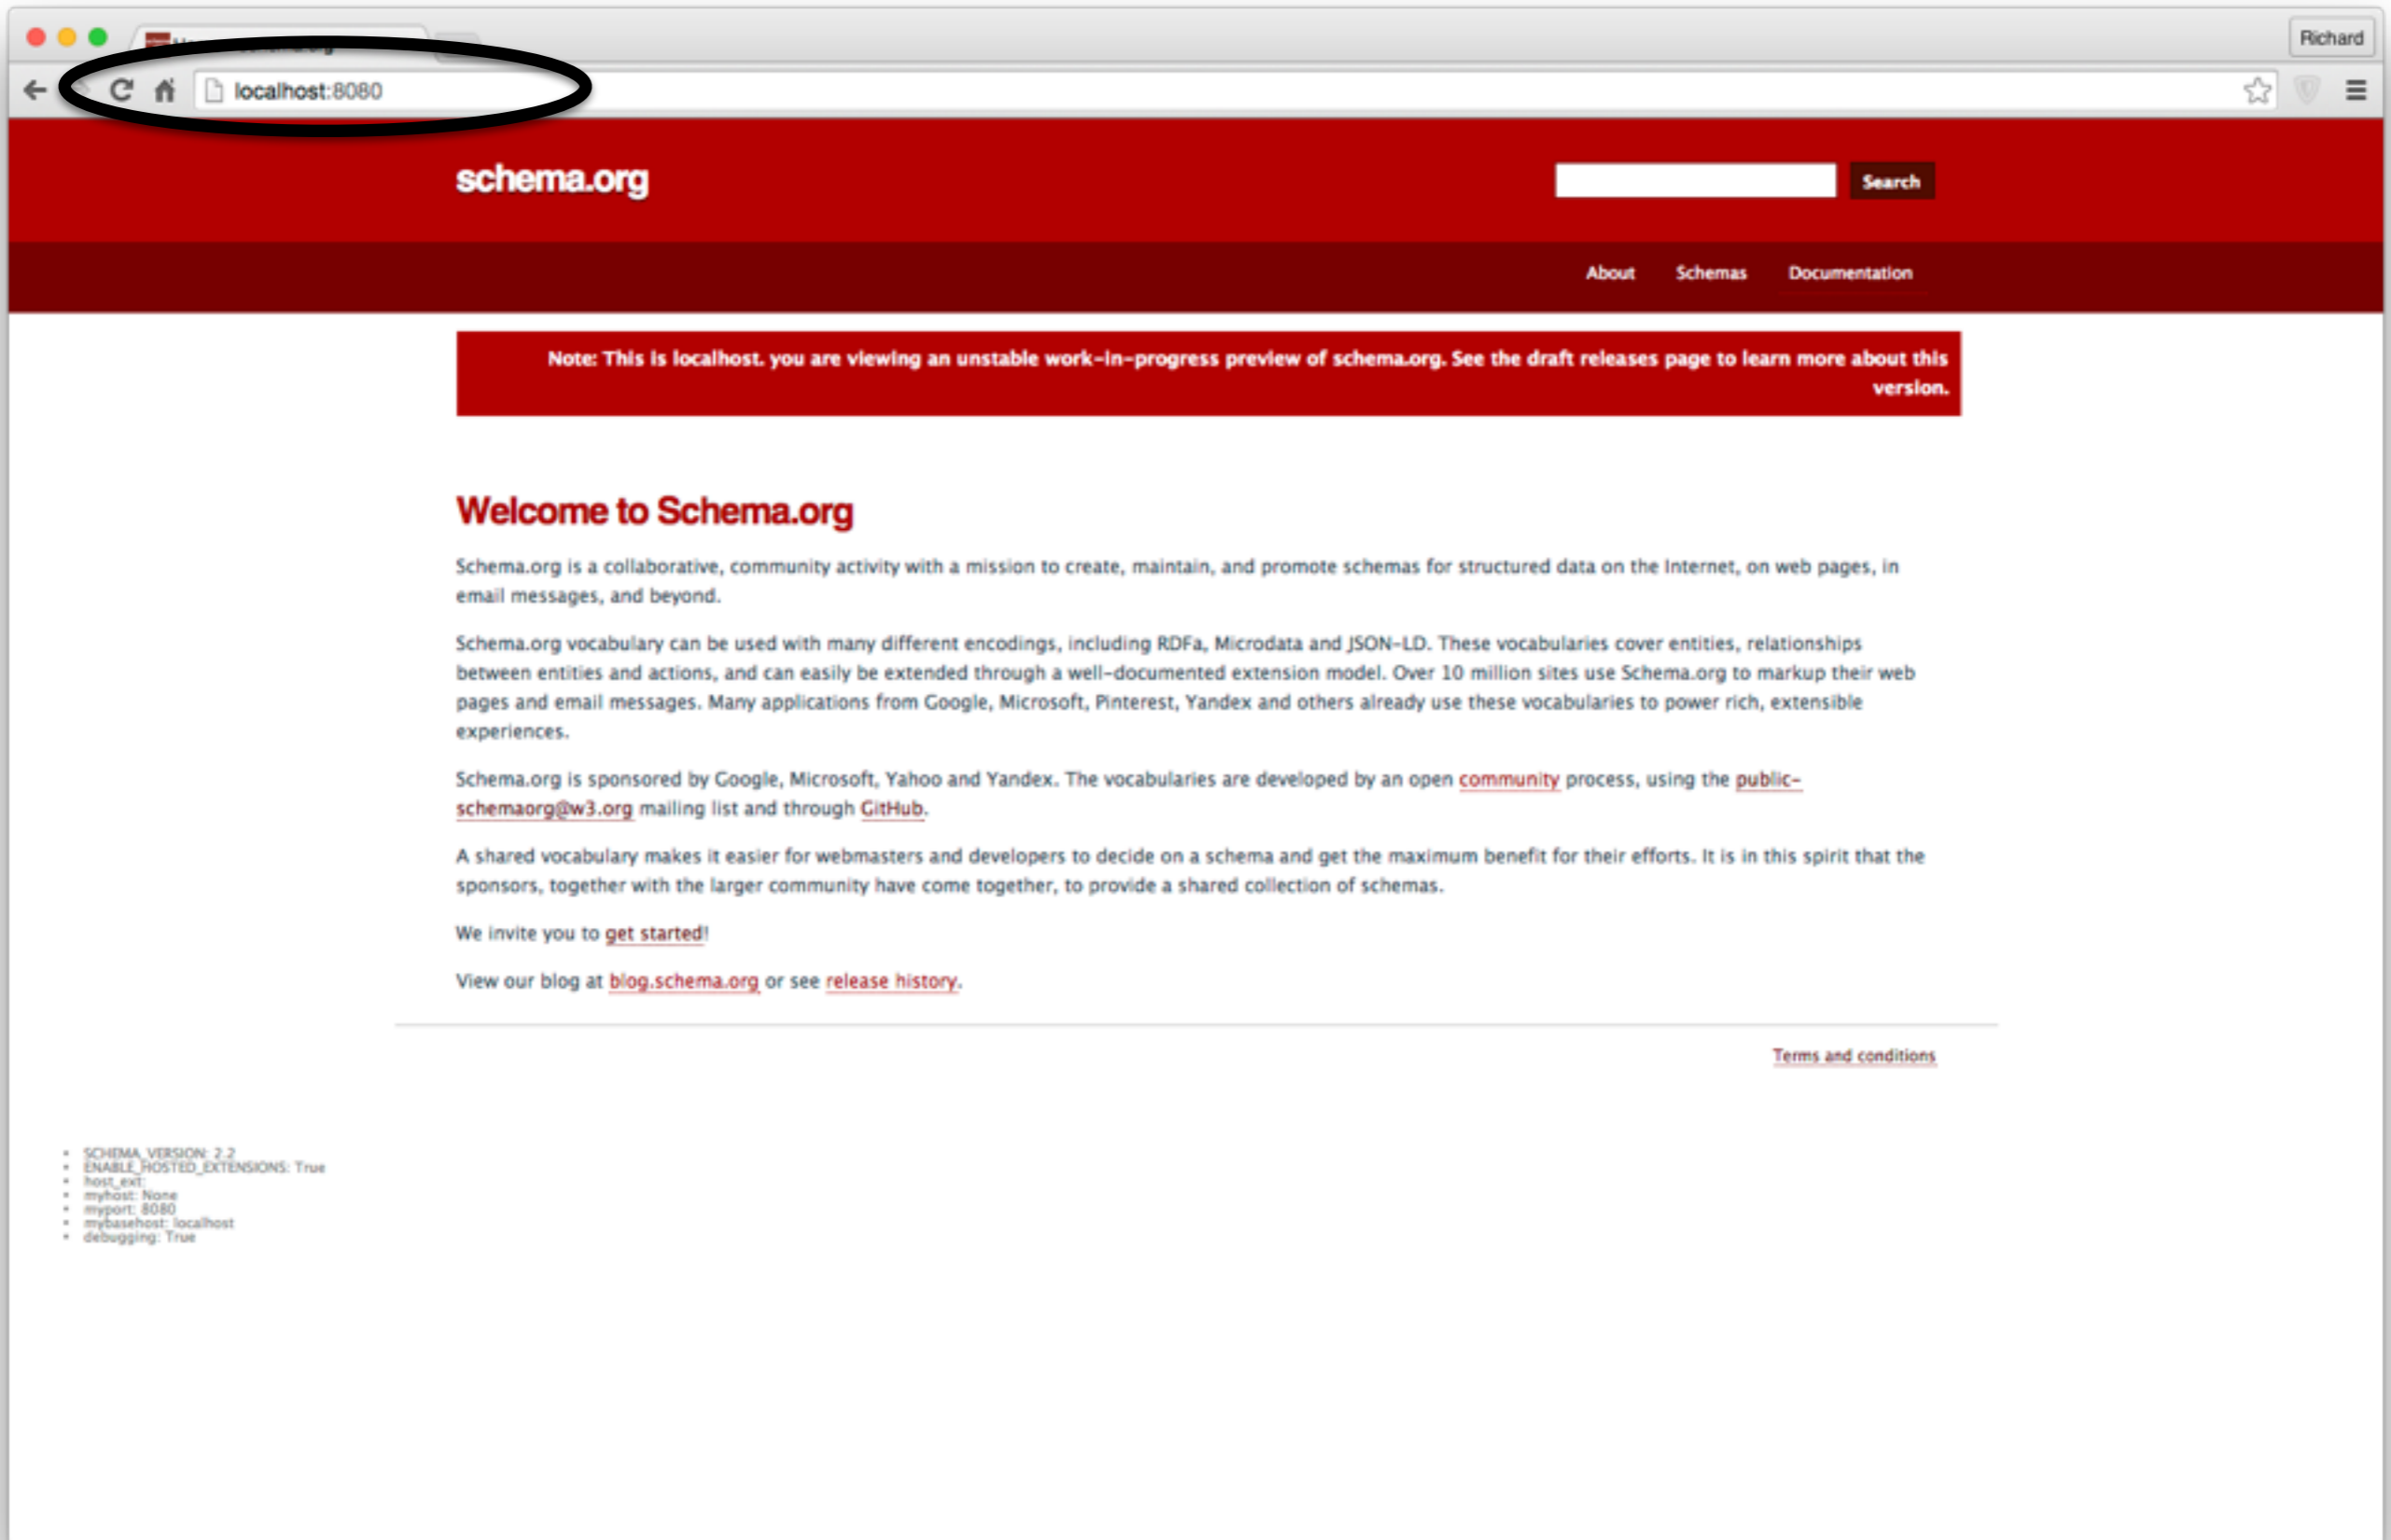 Richard
localhost:8080
schema.org
Search
About Schemas Documentation
Note: This is localhost. you are viewing an unstable work-in-progress preview of schema.org. See the draft releases page to learn more about this
version.
Welcome to Schema.org
Schema.org is a collaborative, community activity with a mission to create, maintain, and promote schemas for structured data on the Internet, on web pages, in
email messages, and beyond.
Schema.org vocabulary can be used with many different encodings, including RDFa, Microdata and JSON-LD. These vocabularies cover entities, relationships
between entities and actions, and can easily be extended through a well-documented extension model. Over 10 million sites use Schema.org to markup their web
pages and email messages. Many applications from Google, Microsoft, Pinterest, Yandex and others already use these vocabularies to power rich, extensible
experiences.
Schema.org is sponsored by Google, Microsoft, Yahoo and Yandex. The vocabularies are developed by an open community process, using the public-
schemaorg@w3.org mailing list and through GitHub.
A shared vocabulary makes it easier for webmasters and developers to decide on a schema and get the maximum benefit for their efforts. It is in this spirit that the
sponsors, together with the larger community have come together, to provide a shared collection of schemas.
We invite you to get started!
View our blog at blog.schema.org or see release history.
Terms and conditions
• SCHEMA_VERSION: 2.2
• ENABLE_HOSTED_EXTENSIONS: True
• host_ext:
• myhost: None
• myport: 8080
• mybasehost: localhost
• debugging: True